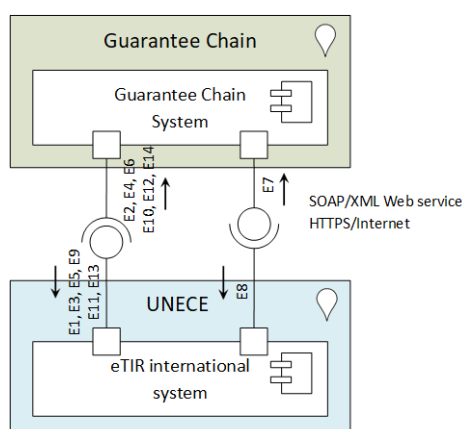 Guarantee Chain
Guarantee Chain
System
E2, E4, E6
E10, E12, E14
E7
SOAP/XML Web service
HTTPS/Internet
E1, E3, E5, E9
E11, E13
E8
UNECE
eTIR international
system